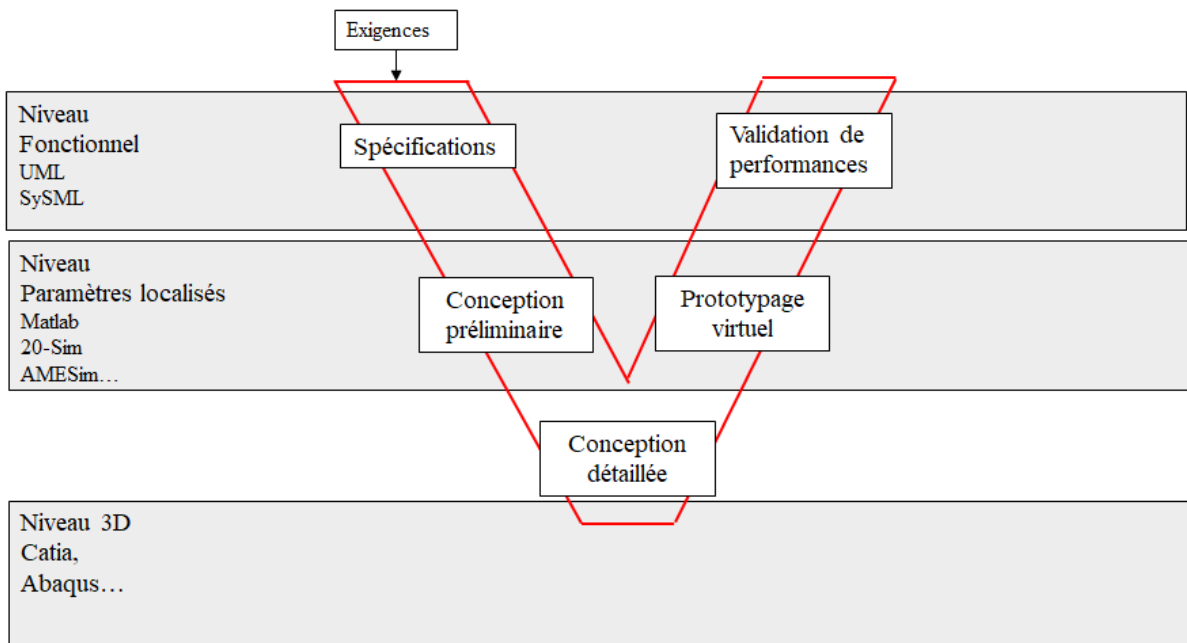 Exigences
Niveau
Fonctionnel
UML
SySML
Spécifications
Validation de
performances
Niveau
Paramètres localisés
Matlab
20-Sim
AMESim…
Conception
préliminaire
Prototypage
virtuel
Conception
détaillée
Niveau 3D
Catia,
Abaqus…